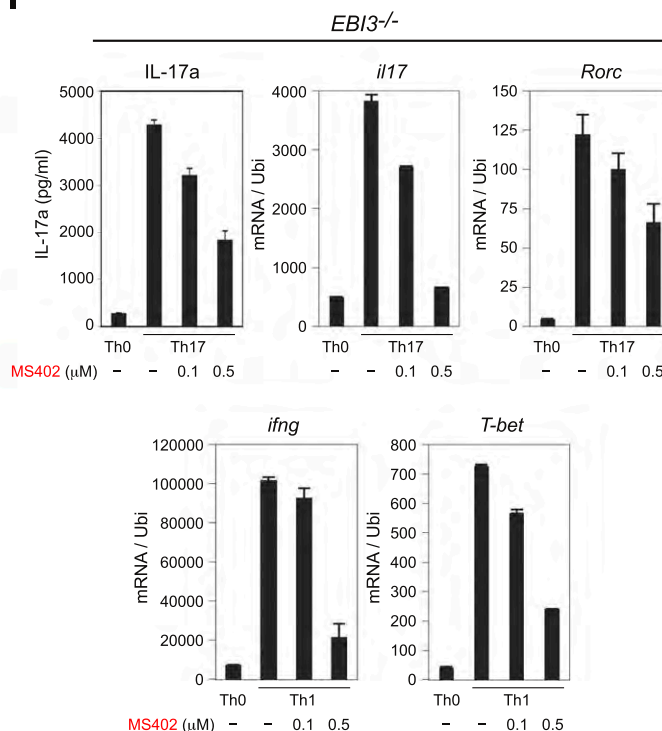 EBI3-/-
IL-17a
il17
Rorc
IL-17a (pg/ml)
5000
4000
3000
2000
1000
0
mRNA / Ubi
4000
3000
2000
1000
0
mRNA / Ubi
150
125
100
75
50
25
0
Th0 Th17 Th0 Th17 Th0 Th17
MS402 (μM) – – 0.1 0.5 – – 0.1 0.5 – – 0.1 0.5
ifng
T-bet
mRNA / Ubi
120000
100000
80000
60000
40000
20000
0
mRNA / Ubi
800
700
600
500
400
300
200
100
0
Th0 Th1 Th0 Th1
MS402 (μM) – – 0.1 0.5 – – 0.1 0.5